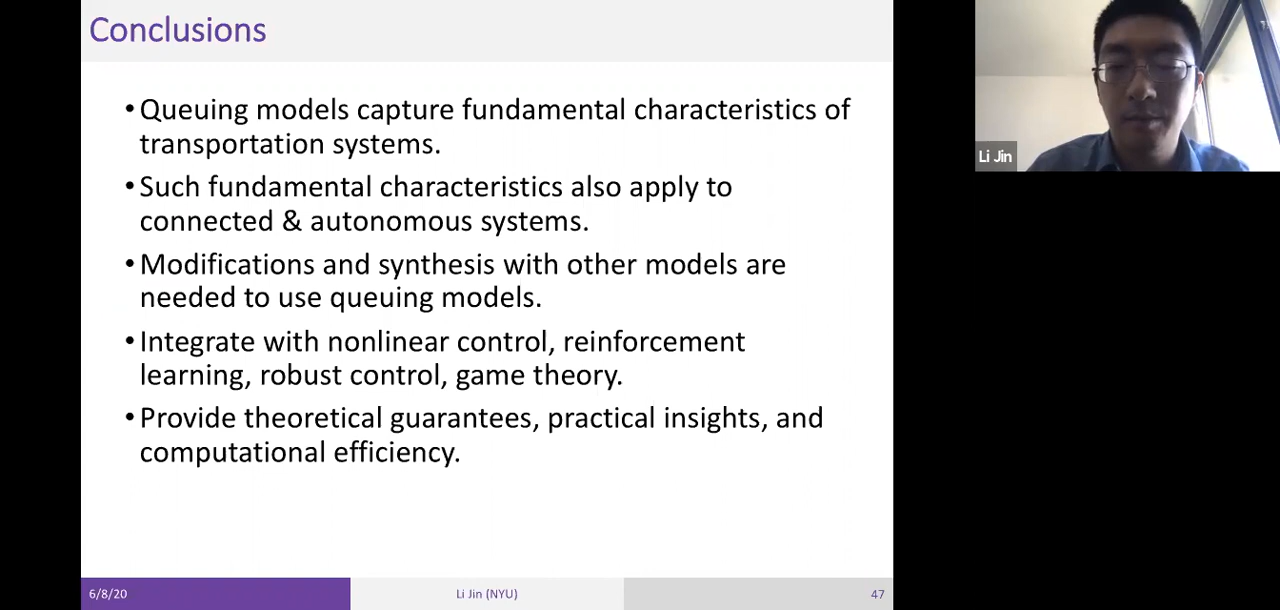 Conclusions
•Queuing models capture fundamental characteristics of
transportation systems.
•Such fundamental characteristics also apply to
connected & autonomous systems.
•Modifications and synthesis with other models are
needed to use queuing models.
•Integrate with nonlinear control, reinforcement
learning, robust control, game theory.
•Provide theoretical guarantees, practical insights, and
computational efficiency.
6/8/20
Li Jin (NYU)
47
Li Jin